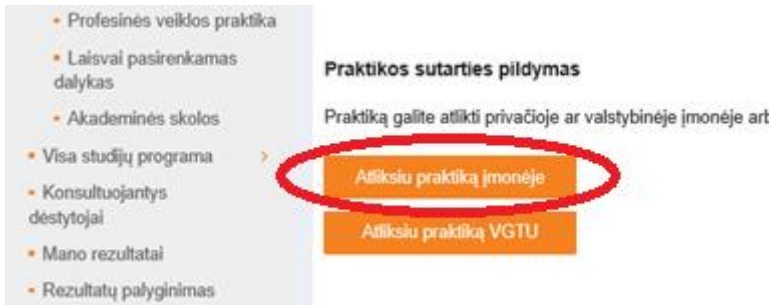 Profesinės veiklos praktika
Laisvai pasirenkamas
dalykas
Akademinės skolos
Visa studijų programa
Konsultuojantys
dėstytojai
Mano rezultatai
Rezultatų palyginimas
Praktikos sutarties pildymas
Praktiką galite atlikti privačioje ar valstybinėje įmonėje art
Atliksiu praktiką įmonėje
Atliksiu praktiką VGTU